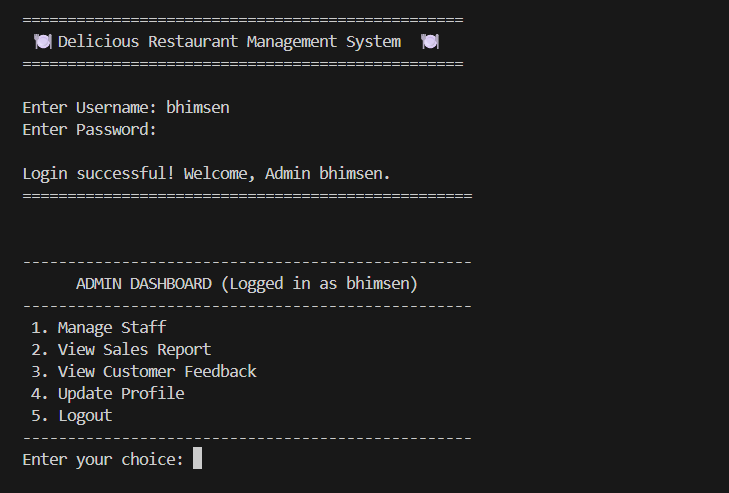 =================================================
🍽️ Delicious Restaurant Management System 🍽️
=================================================
Enter Username: bhimsen
Enter Password:
Login successful! Welcome, Admin bhimsen.
==================================================
--------------------------------------------------
ADMIN DASHBOARD (Logged in as bhimsen)
--------------------------------------------------
1. Manage Staff
2. View Sales Report
3. View Customer Feedback
4. Update Profile
5. Logout
--------------------------------------------------
Enter your choice: